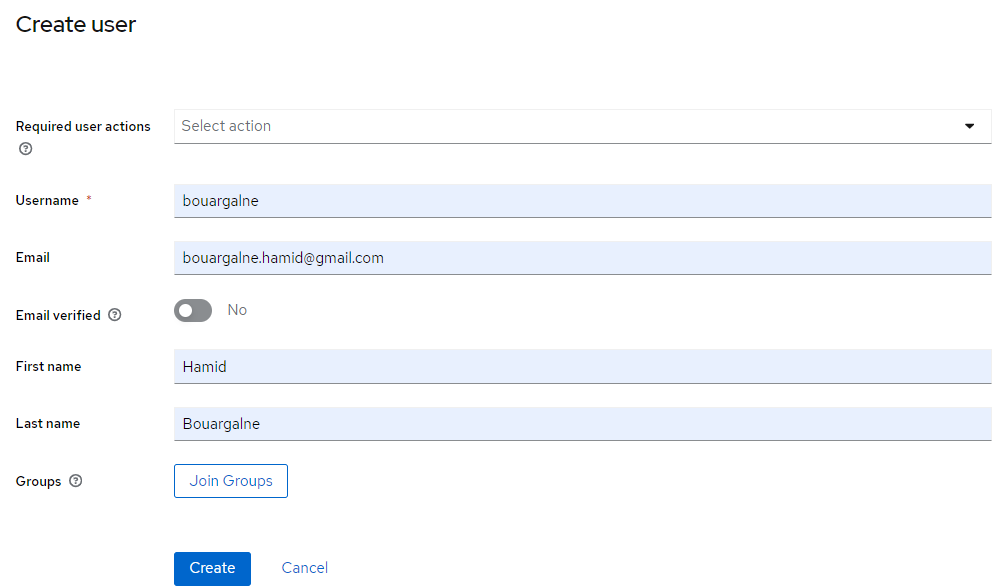 Create user
Required user actions
Select action
Username *
bouargalne
Email
bouargalne.hamid@gmail.com
Email verified
No
First name
Hamid
Last name
Bouargalne
Groups
Join Groups
Create
Cancel